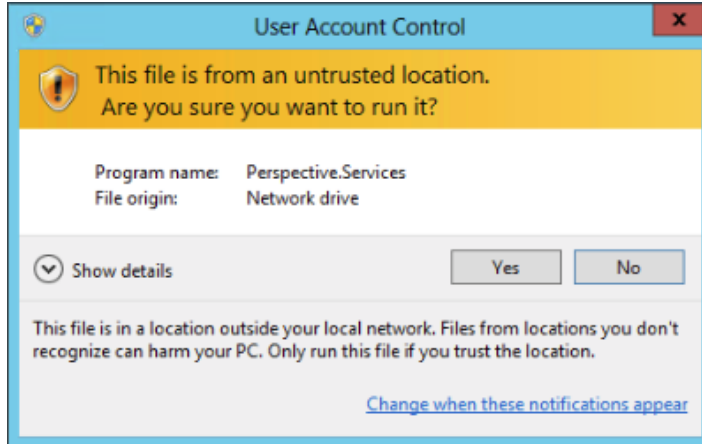 User Account Control
x
This file is from an untrusted location.
Are you sure you want to run it?
Program name: Perspective.Services
File origin: Network drive
Show details
Yes
No
This file is in a location outside your local network. Files from locations you don't
recognize can harm your PC. Only run this file if you trust the location.
Change when these notifications appear